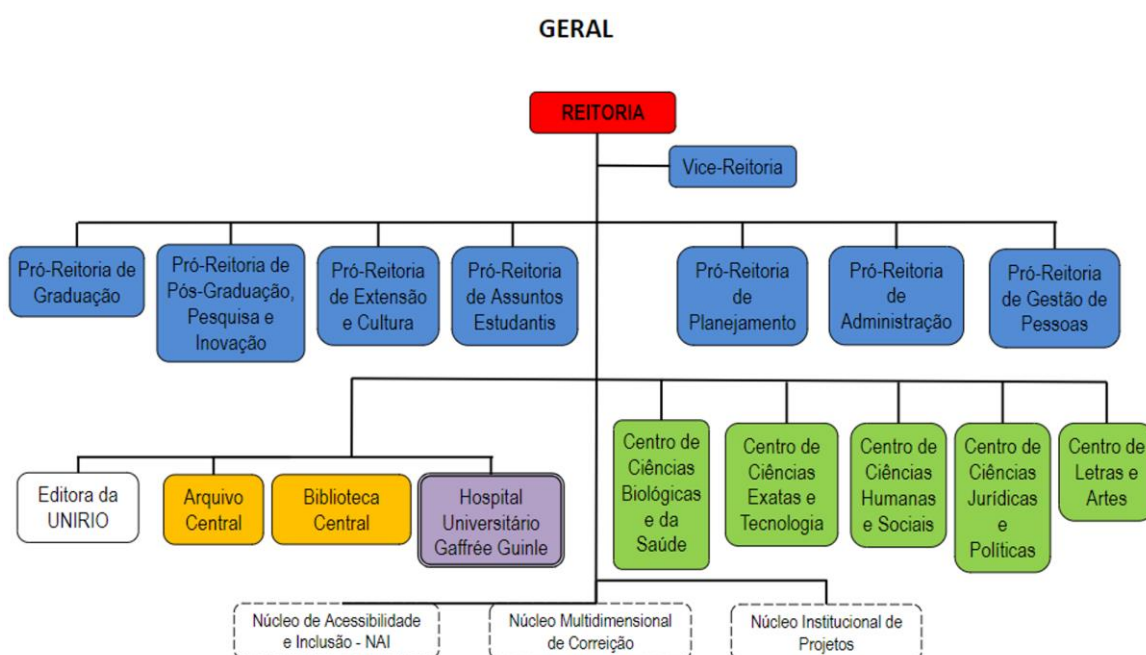 GERAL
REITORIA
Vice-Reitoria
Pró-Reitoria de
Graduação
Pró-Reitoria de
Pós-Graduação,
Pesquisa e
Inovação
Pró-Reitoria
de Extensão
e Cultura
Pró-Reitoria
de Assuntos
Estudantis
Pró-Reitoria
de
Planejamento
Pró-Reitoria
de
Administração
Pró-Reitoria
de Gestão de
Pessoas
Editora da
UNIRIO
Arquivo
Central
Biblioteca
Central
Hospital
Universitário
Gaffrée Guinle
Centro de
Ciências
Biológicas
e da
Saúde
Centro de
Ciências
Exatas e
Tecnologia
Centro de
Ciências
Humanas
e Sociais
Centro de
Ciências
Jurídicas
e
Políticas
Centro de
Letras e
Artes
Núcleo de Acessibilidade
e Inclusão - NAI
Núcleo Multidimensional
de Correição
Núcleo Institucional de
Projetos